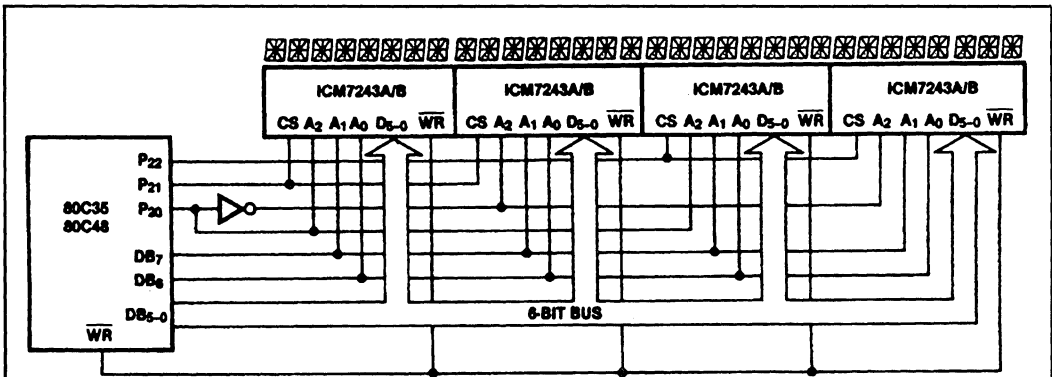 ICM7243A/B ICM7243A/B ICM7243A/B ICM7243A/B
CS A2 A1 A0 D5–0 WR CS A2 A1 A0 D5–0 WR CS A2 A1 A0 D5–0 WR CS A2 A1 A0 D5–0 WR
P22
P21
80C35 P20
80C48
DB7
DB6
DB5–0
6-BIT BUS
WR